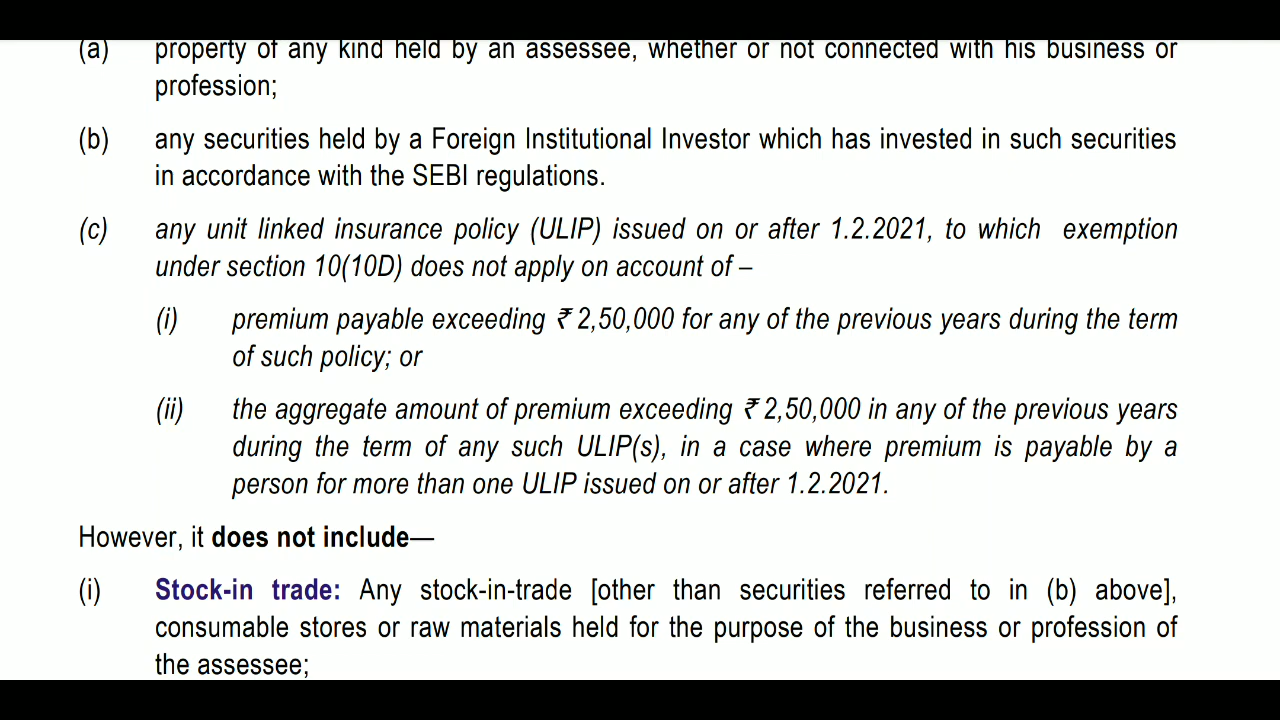 (a) property of any kind held by an assessee, whether or not connected with his business or
profession;
(b) any securities held by a Foreign Institutional Investor which has invested in such securities
in accordance with the SEBI regulations.
(c) any unit linked insurance policy (ULIP) issued on or after 1.2.2021, to which exemption
under section 10(10D) does not apply on account of –
(i) premium payable exceeding ₹ 2,50,000 for any of the previous years during the term
of such policy; or
(ii) the aggregate amount of premium exceeding ₹ 2,50,000 in any of the previous years
during the term of any such ULIP(s), in a case where premium is payable by a
person for more than one ULIP issued on or after 1.2.2021.
However, it does not include—
(i) Stock-in trade: Any stock-in-trade [other than securities referred to in (b) above],
consumable stores or raw materials held for the purpose of the business or profession of
the assessee;